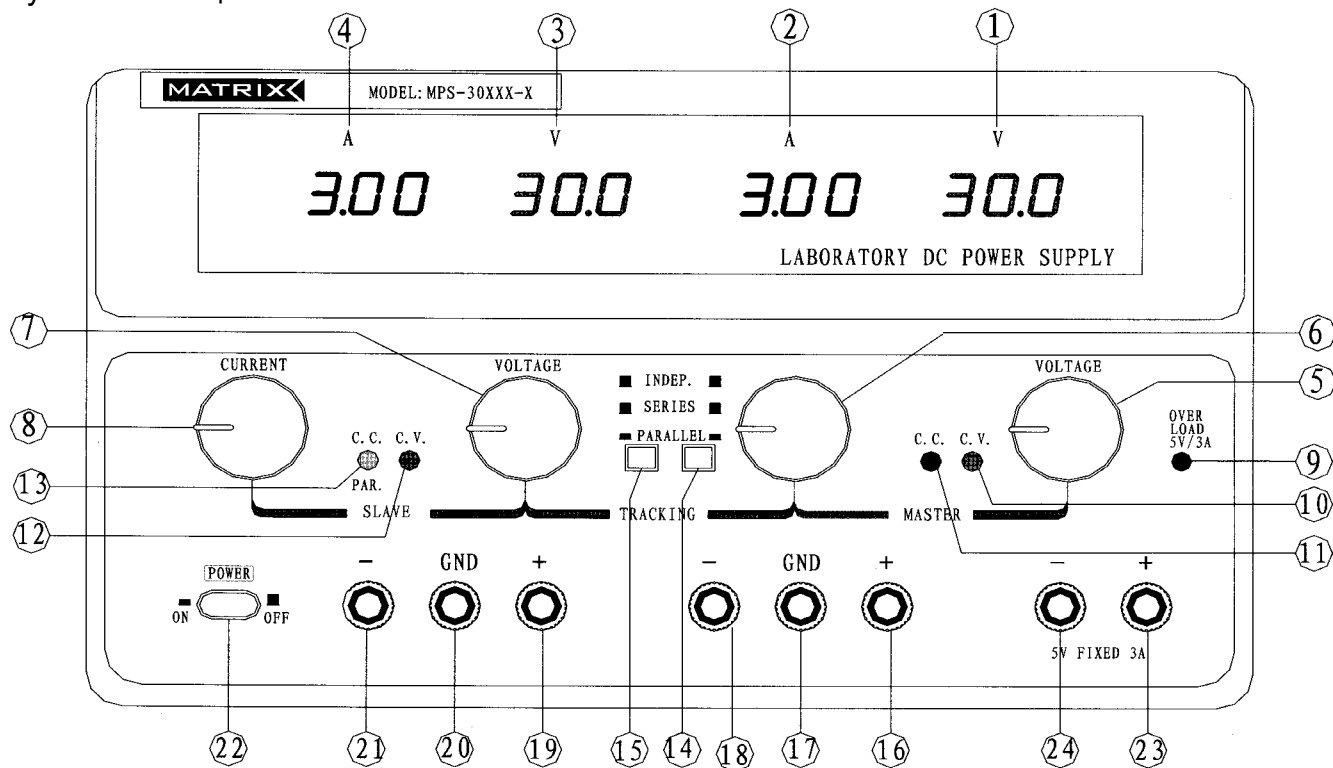 4 3 2 1
MATRIX MODEL: MPS-30XXX-X
A V A V
3.00 30.0 3.00 30.0
LABORATORY DC POWER SUPPLY
7 6
CURRENT VOLTAGE VOLTAGE
INDEP.
SERIES
PARALLEL
5
8
C. C. C. V.
C. C. C. V.
OVER
LOAD
5V/3A
9
13
PAR.
10
12
SLAVE TRACKING MASTER
11
POWER
ON OFF
- GND +
- GND +
- +
5V FIXED 3A
22 21 20 19 15 14 18 17 16 24 23